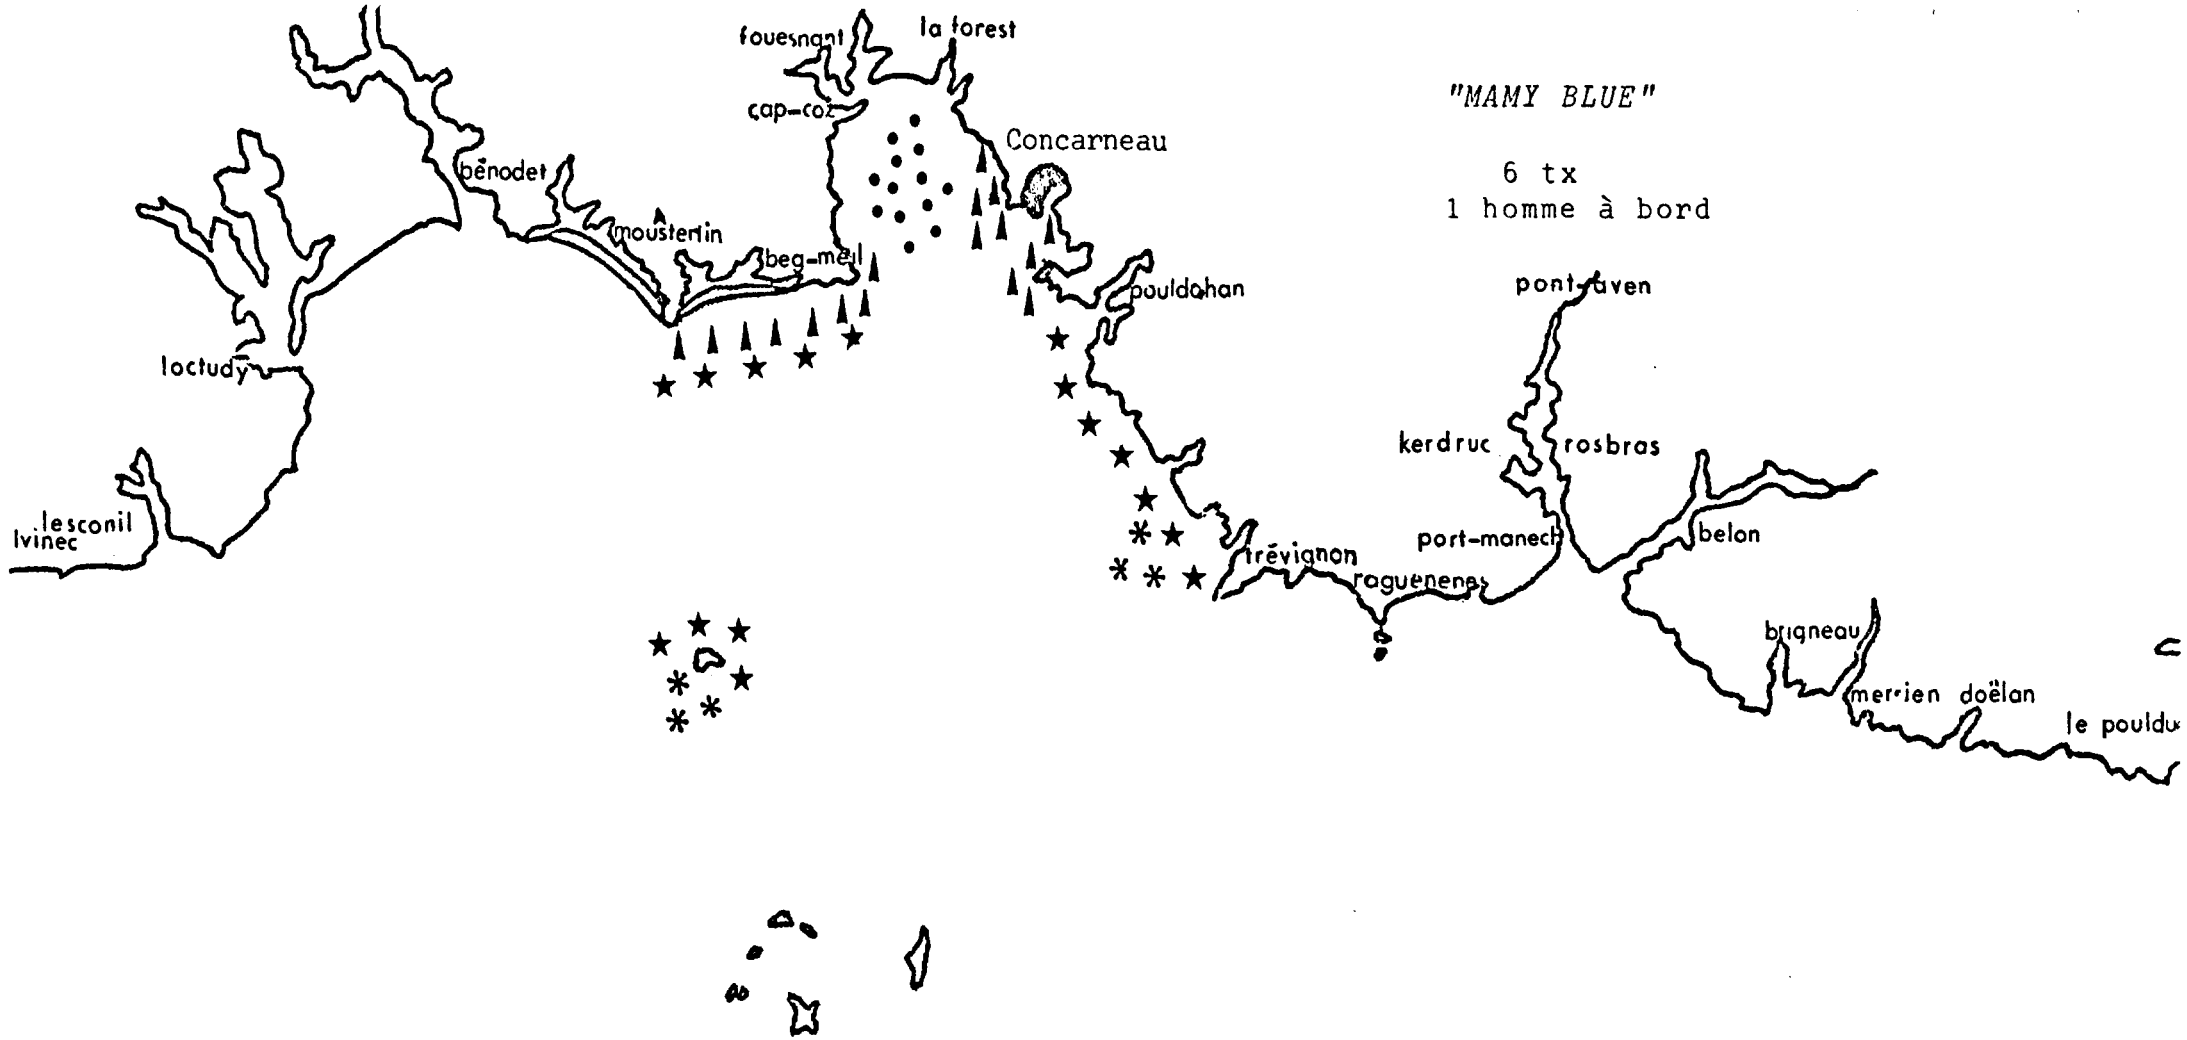 fouesnant
la forest
cap-coz
Concarneau
"MAMY BLUE"
6 tx
1 homme à bord
bénodet
mousterlin
beg-meil
pouldohan
pont-aven
loctudy
kerdruc
rosbras
lesconil
lvinec
port-manech
belon
trévignon
raguenenes
brigneau
merrien
doëlan
le pouldu